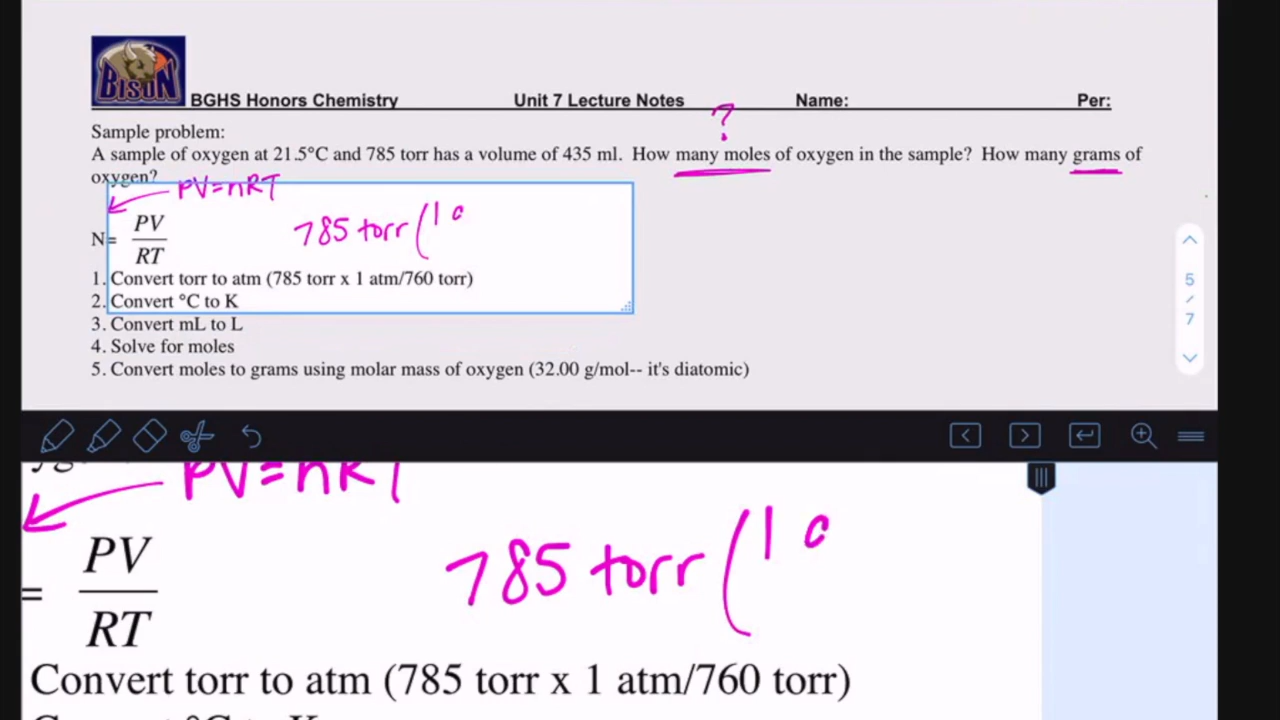 BISON
BGHS Honors Chemistry Unit 7 Lecture Notes Name: Per:
?
Sample problem:
A sample of oxygen at 21.5°C and 785 torr has a volume of 435 ml. How many moles of oxygen in the sample? How many grams of
oxygen?
PV=nRT
N= PV
RT
785 torr (1 a
1. Convert torr to atm (785 torr x 1 atm/760 torr)
2. Convert °C to K
3. Convert mL to L
4. Solve for moles
5. Convert moles to grams using molar mass of oxygen (32.00 g/mol-- it's diatomic)
5
/
7
PV=nRT
= PV
RT
785 torr (1 a
Convert torr to atm (785 torr x 1 atm/760 torr)
Convert °C to K